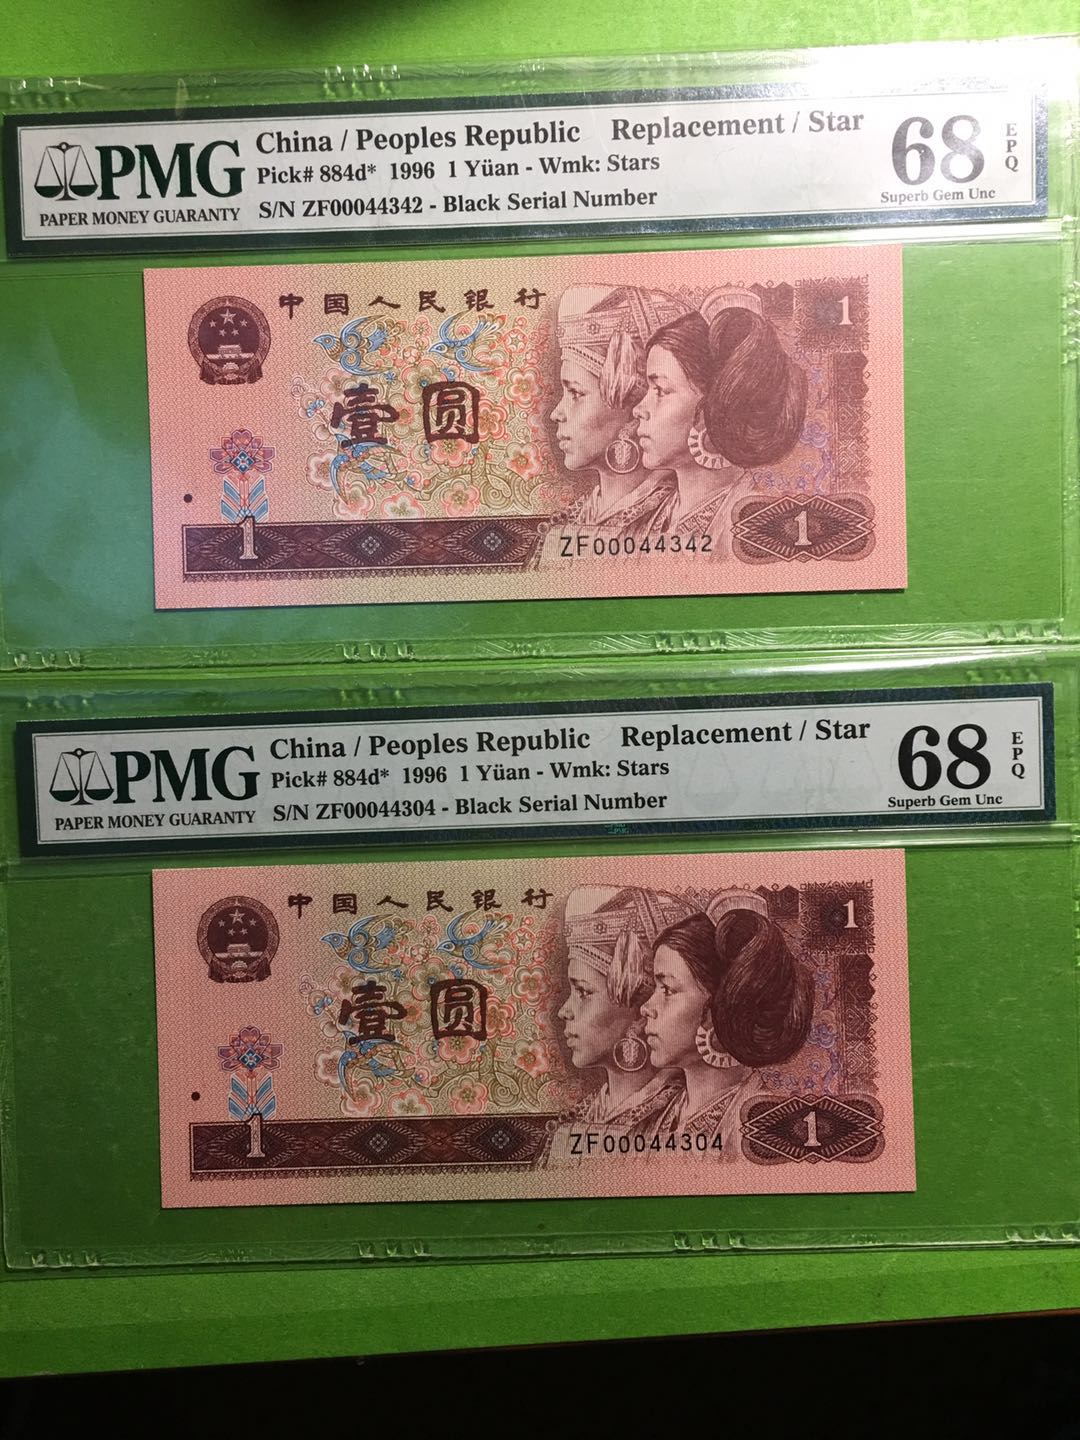 PMG
PAPER MONEY GUARANTY
China / Peoples Republic Replacement / Star
Pick# 884d* 1996 1 Yüan - Wmk: Stars
S/N ZF00044342 - Black Serial Number
68
EPQ
Superb Gem Unc
中国人民银行
1
壹圆
1
ZF00044342
1
PMG
PAPER MONEY GUARANTY
China / Peoples Republic Replacement / Star
Pick# 884d* 1996 1 Yüan - Wmk: Stars
S/N ZF00044304 - Black Serial Number
68
EPQ
Superb Gem Unc
PMG
PMG
中国人民银行
1
壹圆
1
ZF00044304
1